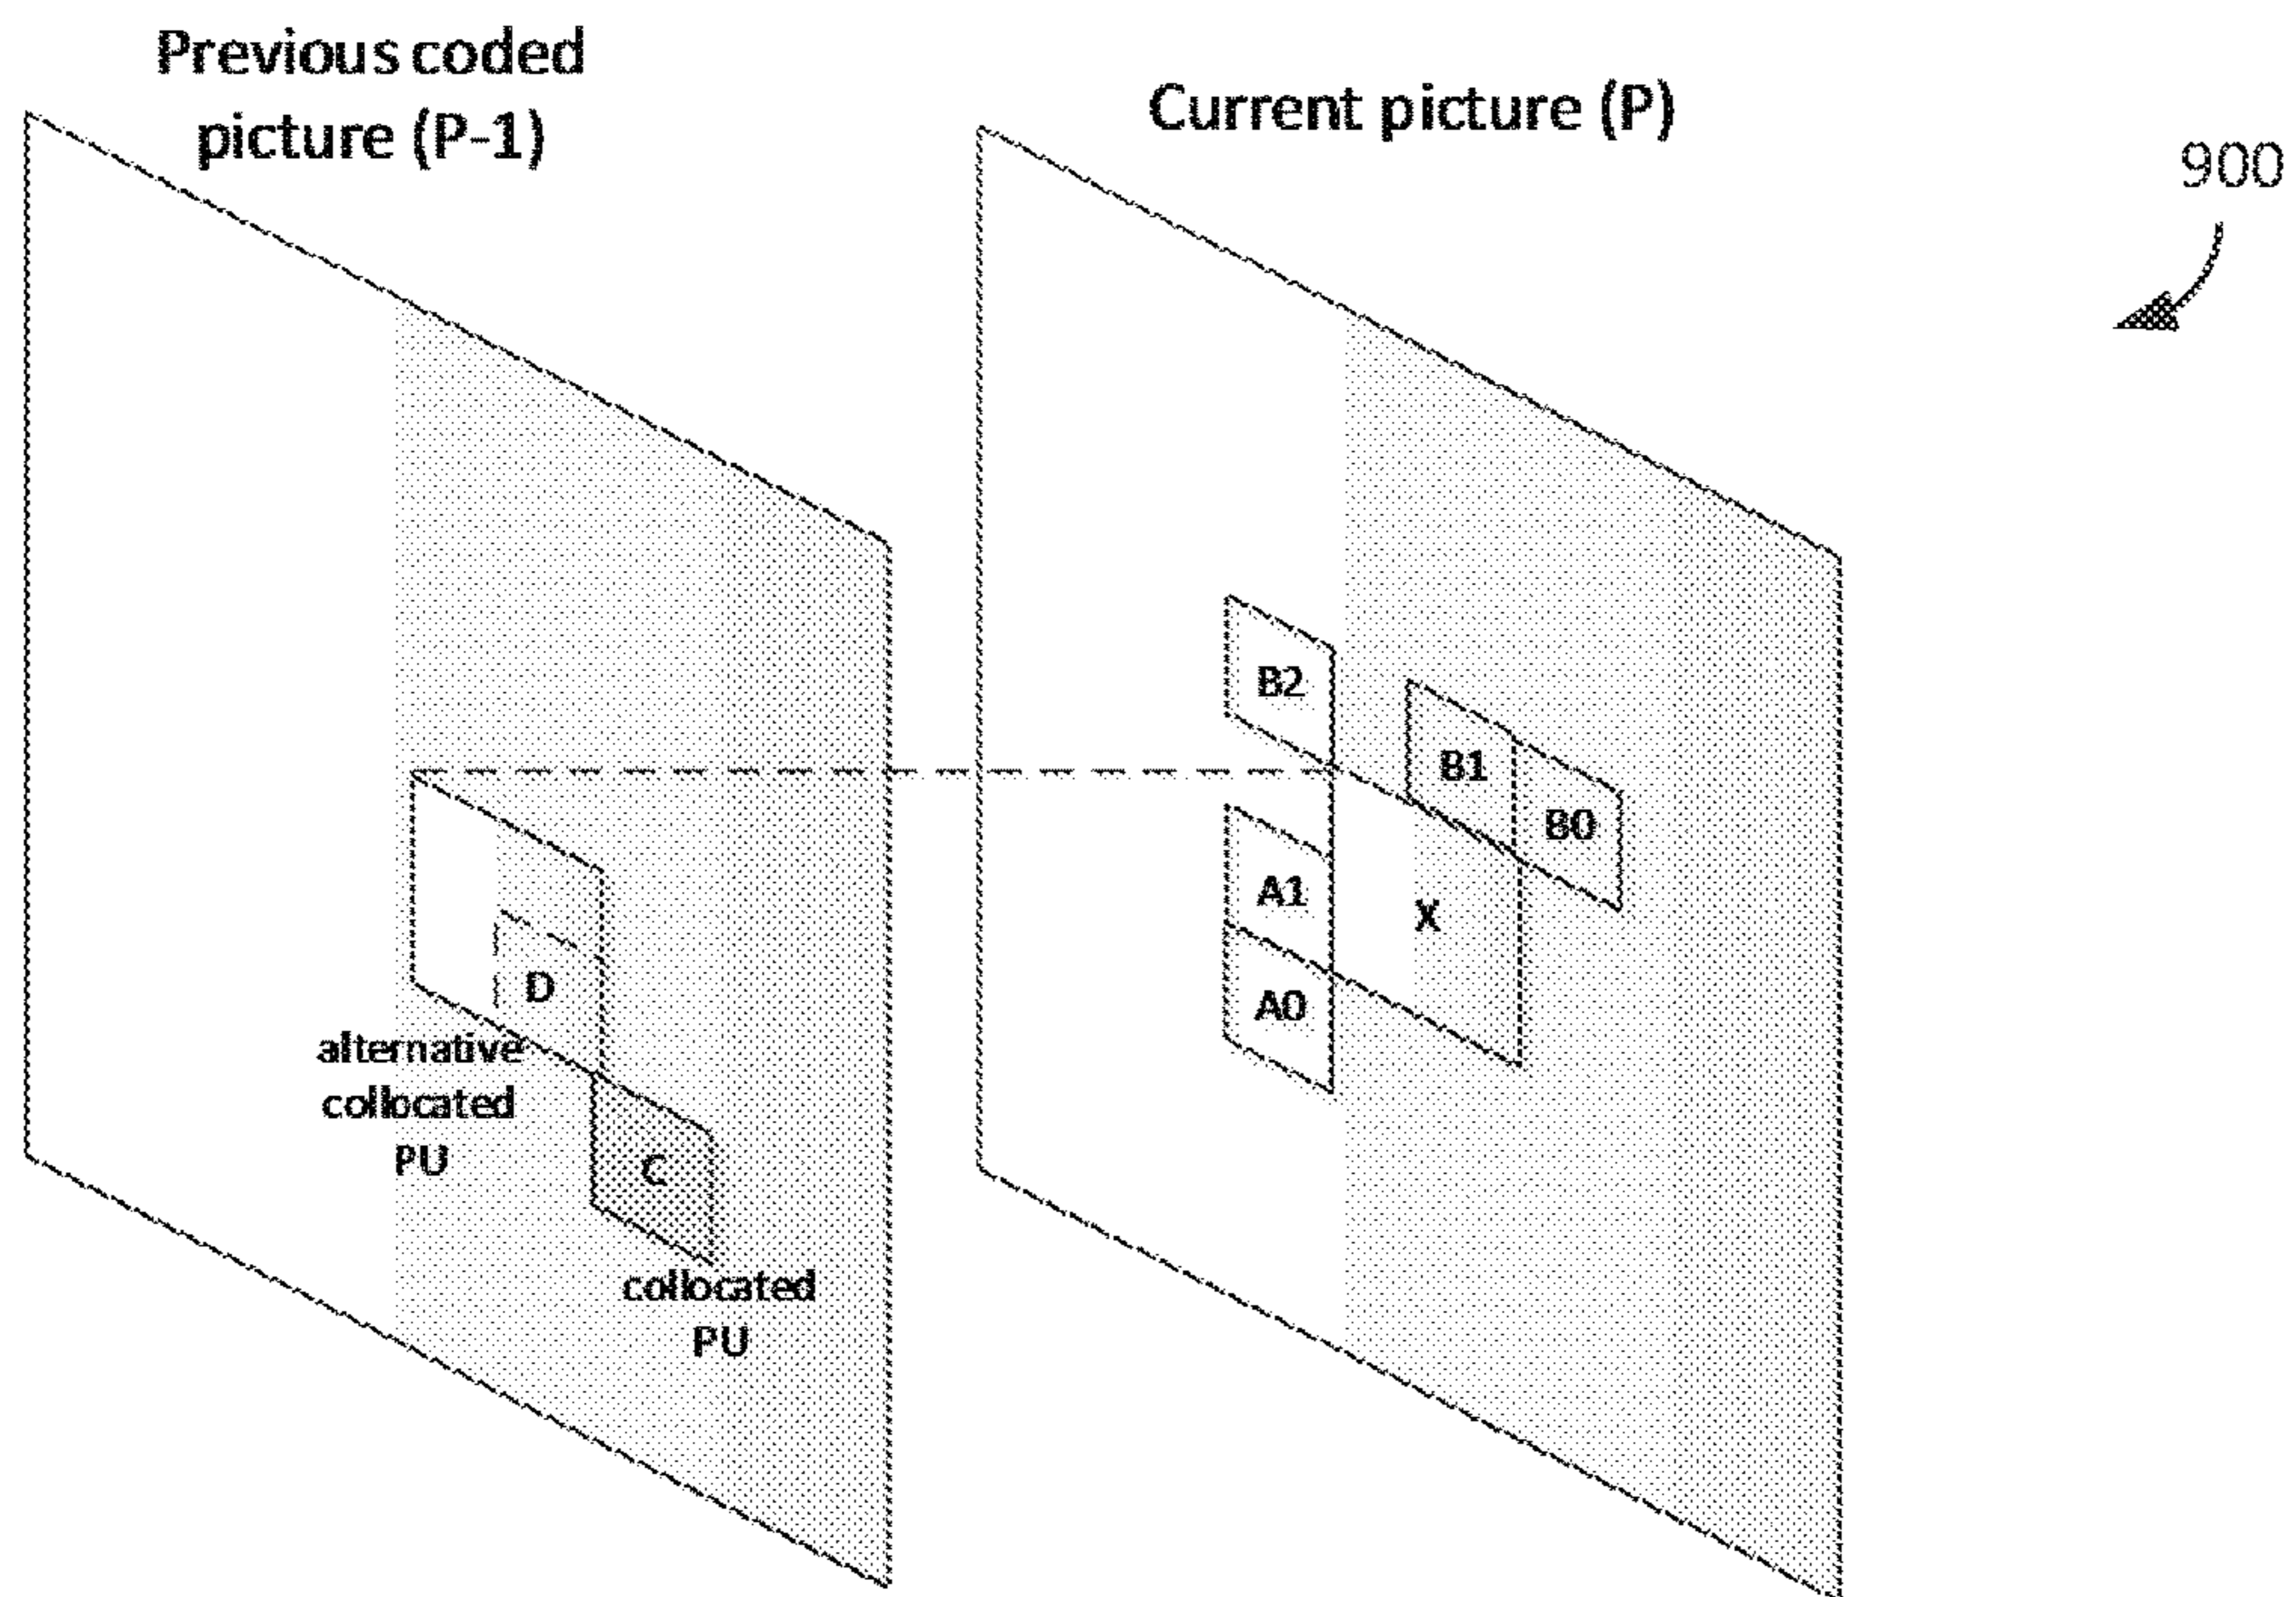 Previous coded
picture (P-1)
Current picture (P)
900
B2
B1
B0
A1
X
A0
D
alternative
collocated
PU
C
collocated
PU